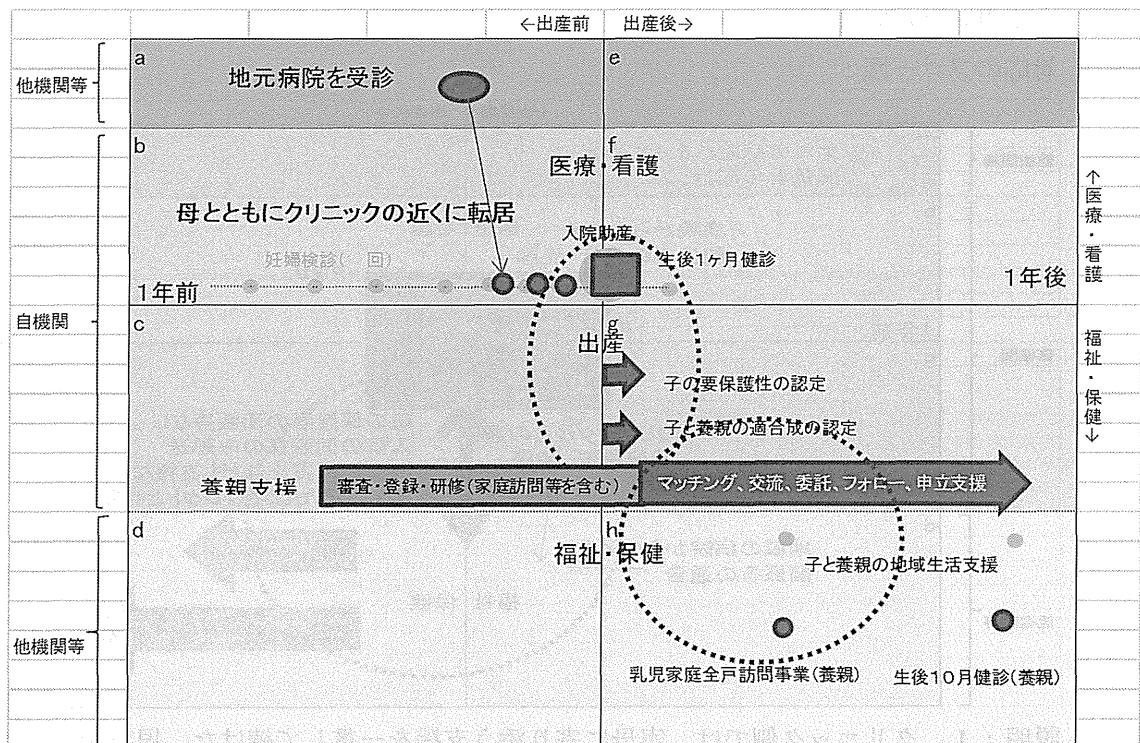 ←出産前 出産後→
他機関等
a
地元病院を受診
e
b
f
医療・看護
母とともにクリニックの近くに転居
入院助産
妊婦検診( 回)
生後1ヶ月健診
1年前
1年後
↑医療・看護
自機関
c
g
出産
福祉・保健↓
子の要保護性の認定
子と養親の適合成の認定
養親支援
審査・登録・研修(家庭訪問等を含む)
マッチング、交流、委託、フォロー、申立支援
d
h
福祉・保健
子と養親の地域生活支援
他機関等
乳児家庭全戸訪問事業(養親)
生後10月健診(養親)